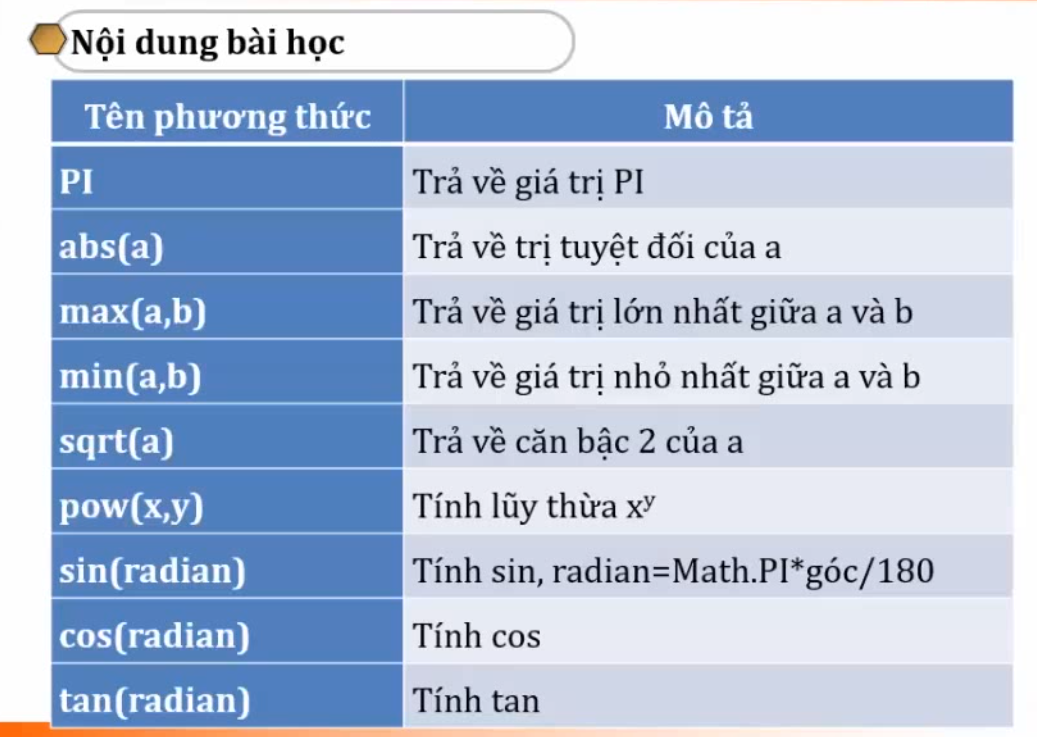 Nội dung bài học
Tên phương thức Mô tả
PI Trả về giá trị PI
abs(a) Trả về trị tuyệt đối của a
max(a,b) Trả về giá trị lớn nhất giữa a và b
min(a,b) Trả về giá trị nhỏ nhất giữa a và b
sqrt(a) Trả về căn bậc 2 của a
pow(x,y) Tính lũy thừa xʸ
sin(radian) Tính sin, radian=Math.PI*góc/180
cos(radian) Tính cos
tan(radian) Tính tan